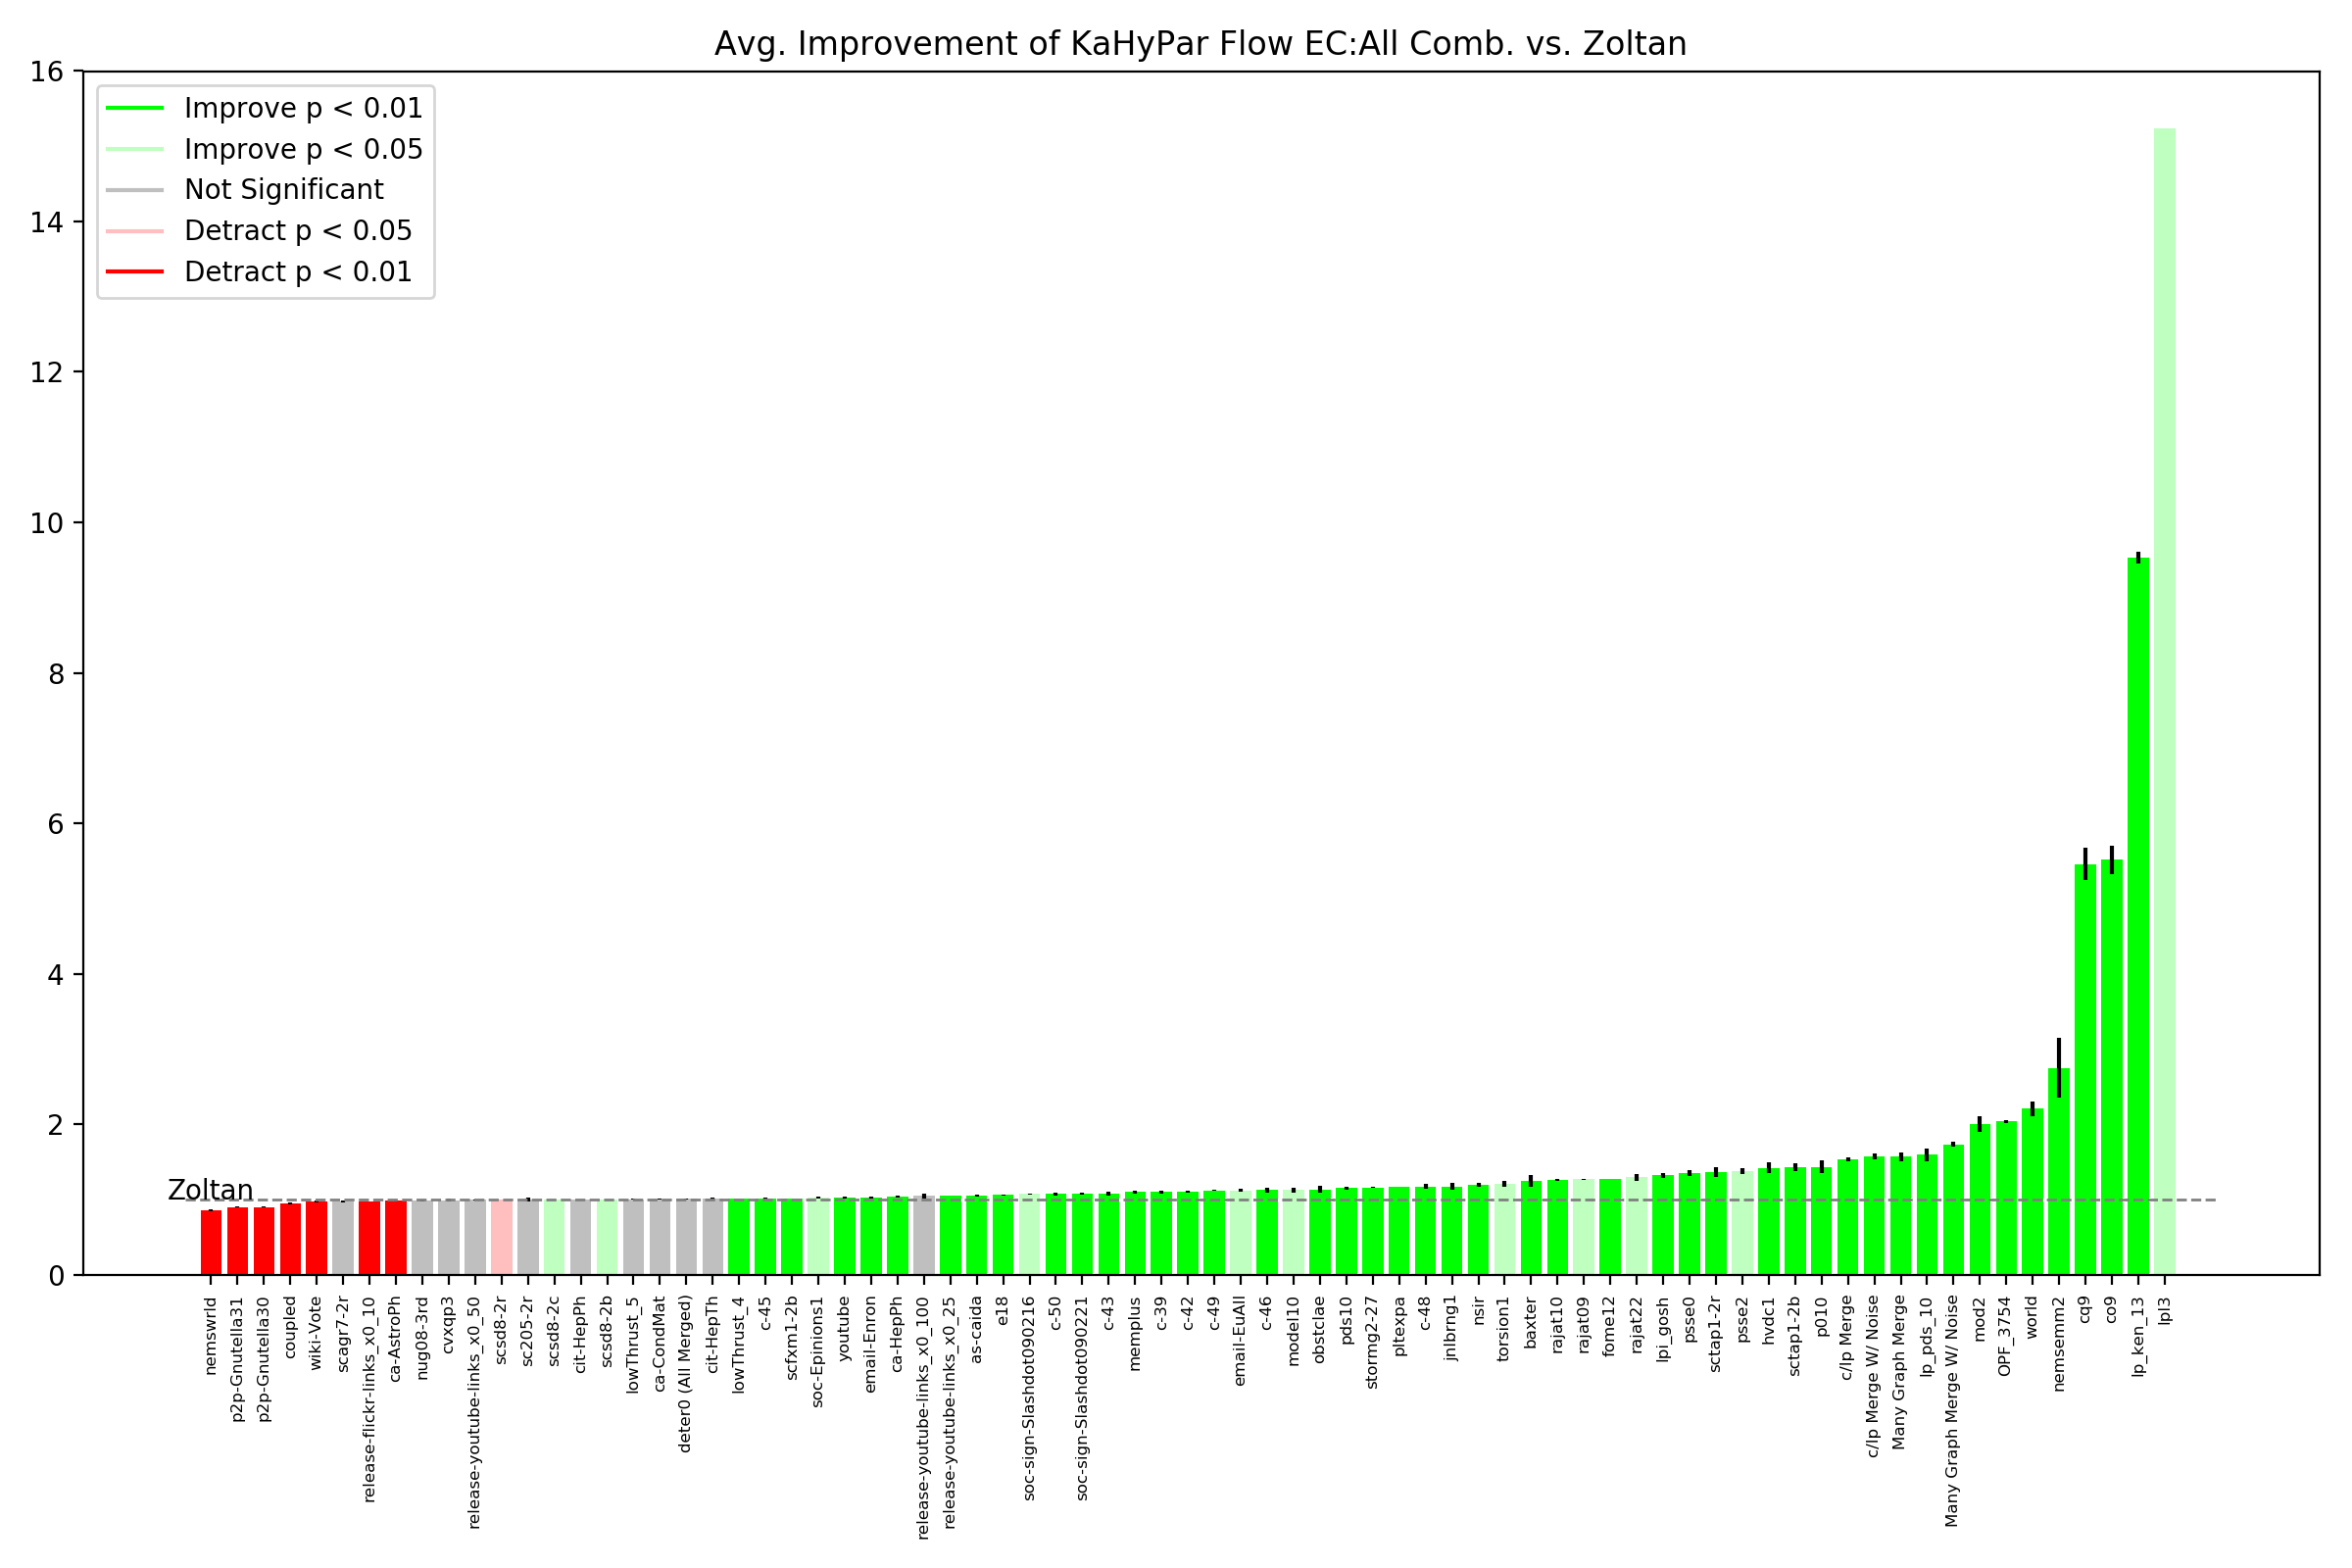 Avg. Improvement of KaHyPar Flow EC:All Comb. vs. Zoltan
16
14
12
10
8
6
4
2
0
Improve p < 0.01
Improve p < 0.05
Not Significant
Detract p < 0.05
Detract p < 0.01
Zoltan
nemswrld
p2p-Gnutella31
p2p-Gnutella30
coupled
wiki-Vote
scagr7-2r
release-flickr-links_x0_10
ca-AstroPh
nug08-3rd
cvxqp3
release-youtube-links_x0_50
scsd8-2r
sc205-2r
scsd8-2c
cit-HepPh
scsd8-2b
lowThrust_5
ca-CondMat
deter0 (All Merged)
cit-HepTh
lowThrust_4
c-45
scfxm1-2b
soc-Epinions1
youtube
email-Enron
ca-HepPh
release-youtube-links_x0_100
release-youtube-links_x0_25
as-caida
e18
soc-sign-Slashdot090216
c-50
soc-sign-Slashdot090221
c-43
memplus
c-39
c-42
c-49
email-EuAll
c-46
model10
obstclae
pds10
stormg2-27
pltexpa
c-48
jnlbrng1
nsir
torsion1
baxter
rajat10
rajat09
fome12
rajat22
lpi_gosh
psse0
sctap1-2r
psse2
hvdc1
sctap1-2b
p010
c/lp Merge
c/lp Merge W/ Noise
Many Graph Merge
lp_pds_10
Many Graph Merge W/ Noise
mod2
OPF_3754
world
nemsemm2
cq9
co9
lp_ken_13
lpl3